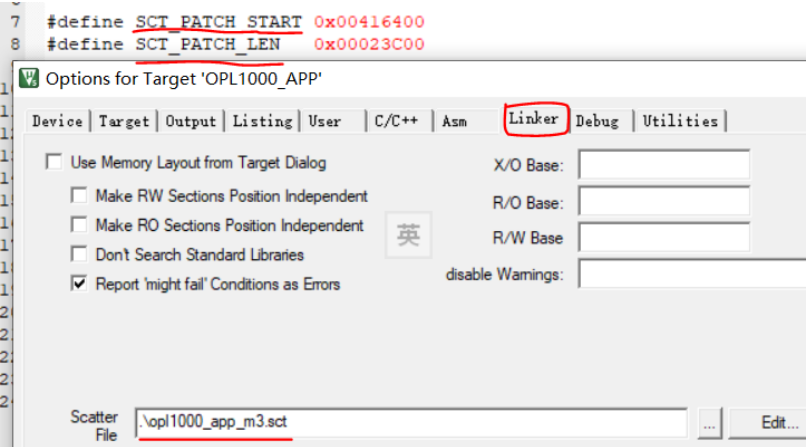 7 #define SCT_PATCH_START 0x00416400
8 #define SCT_PATCH_LEN 0x00023C00
Options for Target 'OPL1000_APP'
Device Target Output Listing User C/C++ Asm Linker Debug Utilities
Use Memory Layout from Target Dialog X/O Base:
Make RW Sections Position Independent R/O Base:
Make RO Sections Position Independent R/W Base
英
Don't Search Standard Libraries disable Warnings:
Report 'might fail' Conditions as Errors
Scatter File .\opl1000_app_m3.sct ... Edit...